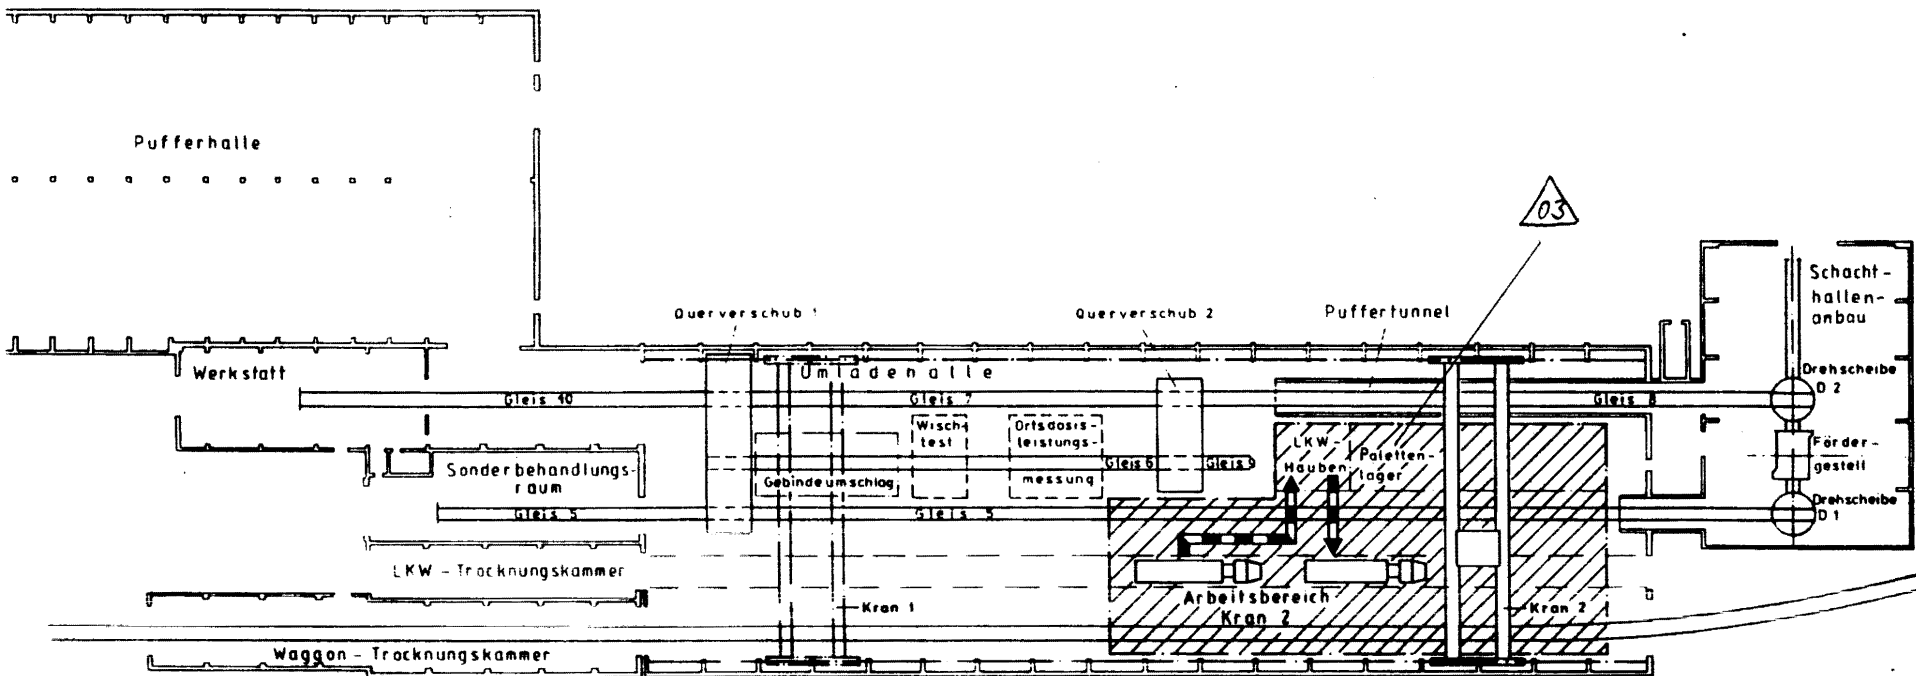 Pufferhalle
03
Schacht-
hallen-
anbau
Querverschub 1
Querverschub 2
Puffertunnel
Werkstatt
Umladehalle
Drehscheibe
D 2
Gleis 10
Gleis 7
Gleis 8
Wisch-
test
Ortsdosis-
leistungs-
messung
LKW-
Hauben
Paletten-
lager
Förder-
gestell
Sonderbehandlungs-
raum
Gebindeumschlag
Gleis 6
Gleis 9
Gleis 5
Gleis 5
Drehscheibe
D 1
LKW - Trocknungskammer
Kran 1
Arbeitsbereich
Kran 2
Kran 2
Waggon - Trocknungskammer